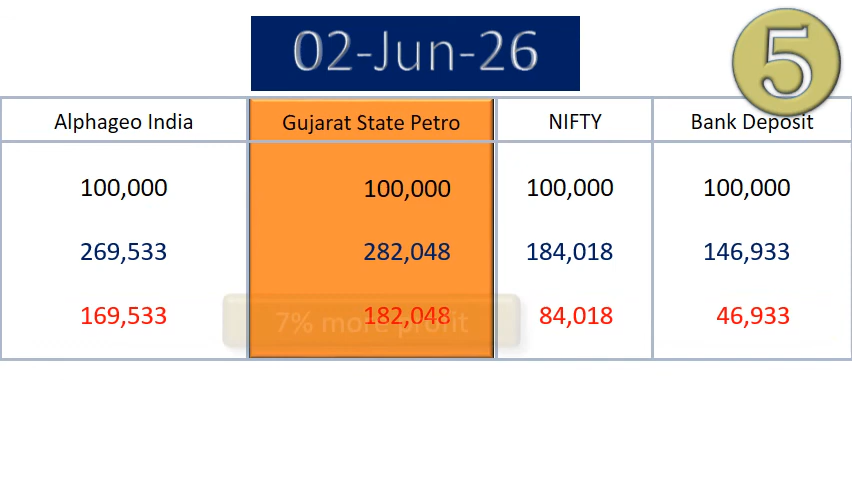 02-Jun-26
5
Alphageo India Gujarat State Petro NIFTY Bank Deposit
100,000 100,000 100,000 100,000
269,533 282,048 184,018 146,933
169,533 182,048 84,018 46,933
7% more profit